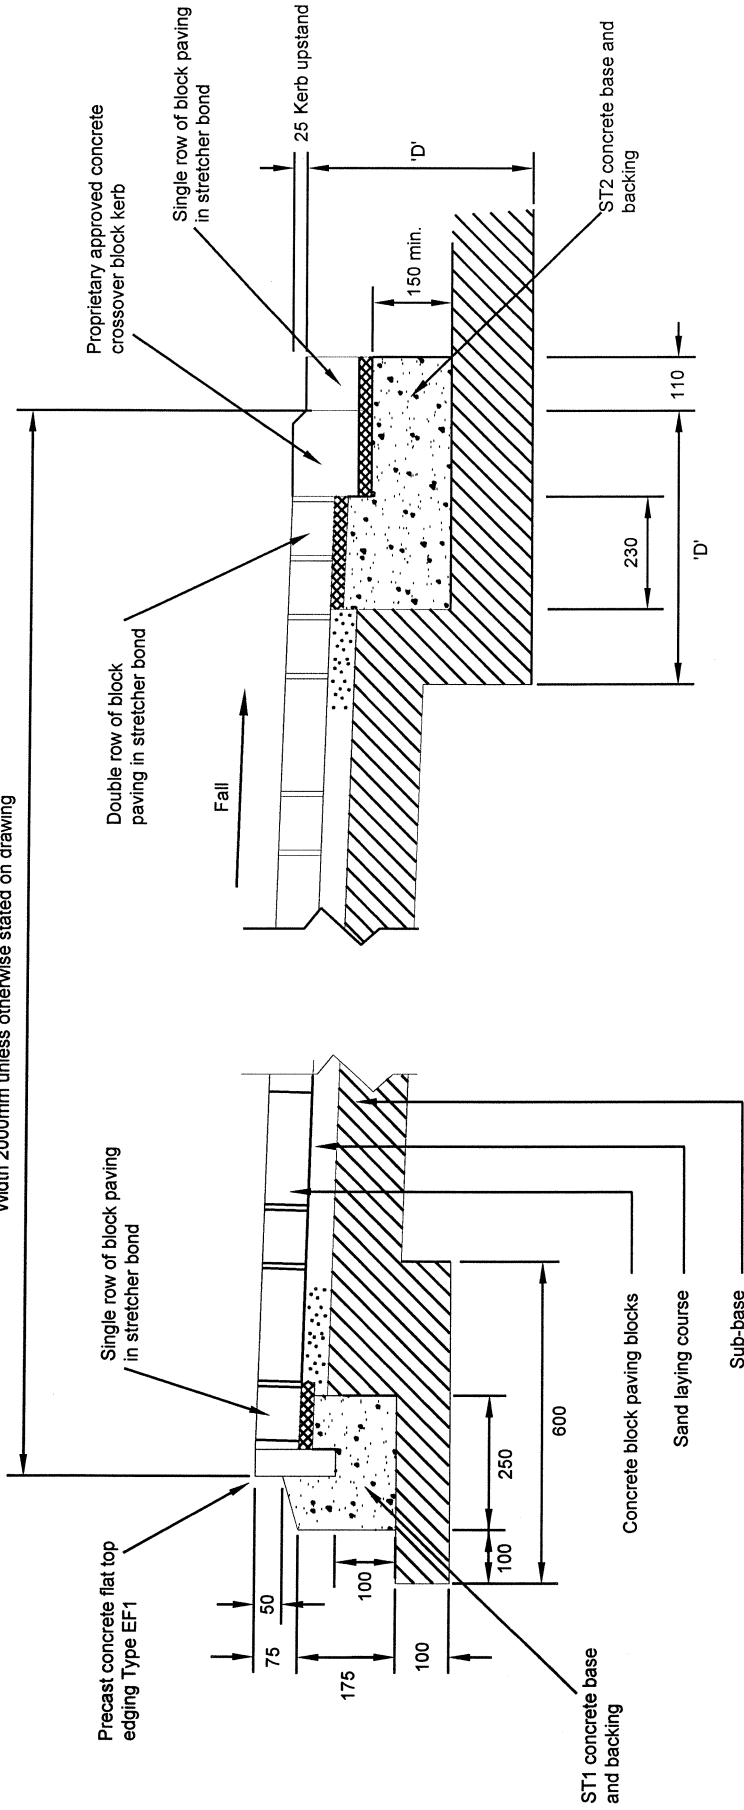 Width 2000mm unless otherwise stated on drawing
Precast concrete flat top
edging Type EF1
Single row of block paving
in stretcher bond
Double row of block
paving in stretcher bond
Proprietary approved concrete
crossover block kerb
Single row of block paving
in stretcher bond
25 Kerb upstand
Fall
'D'
50
75
175
100
100
150 min.
ST2 concrete base and
backing
110
230
'D'
100
250
600
ST1 concrete base
and backing
Concrete block paving blocks
Sand laying course
Sub-base